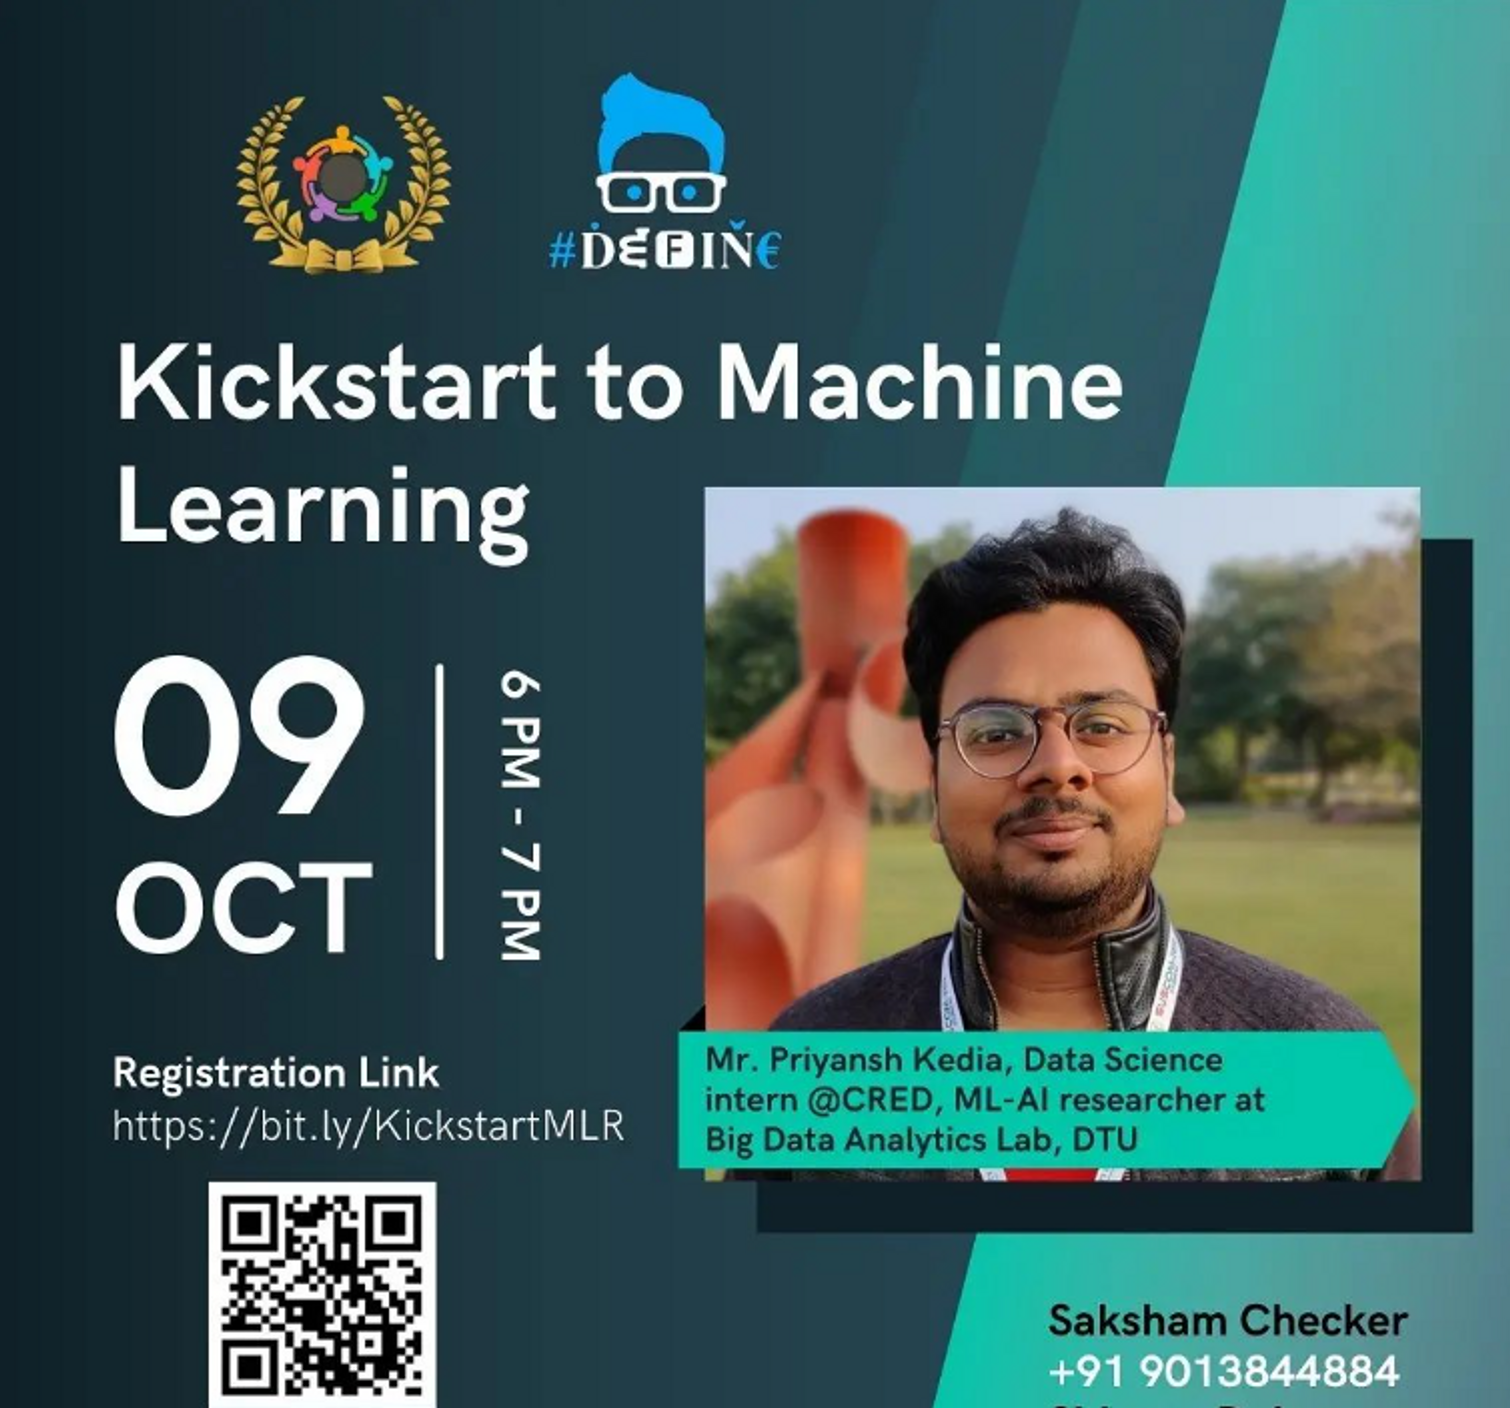 #DEFINE
Kickstart to Machine
Learning
09
OCT
6 PM - 7 PM
Registration Link
https://bit.ly/KickstartMLR
Mr. Priyansh Kedia, Data Science
intern @CRED, ML-AI researcher at
Big Data Analytics Lab, DTU
Saksham Checker
+91 9013844884